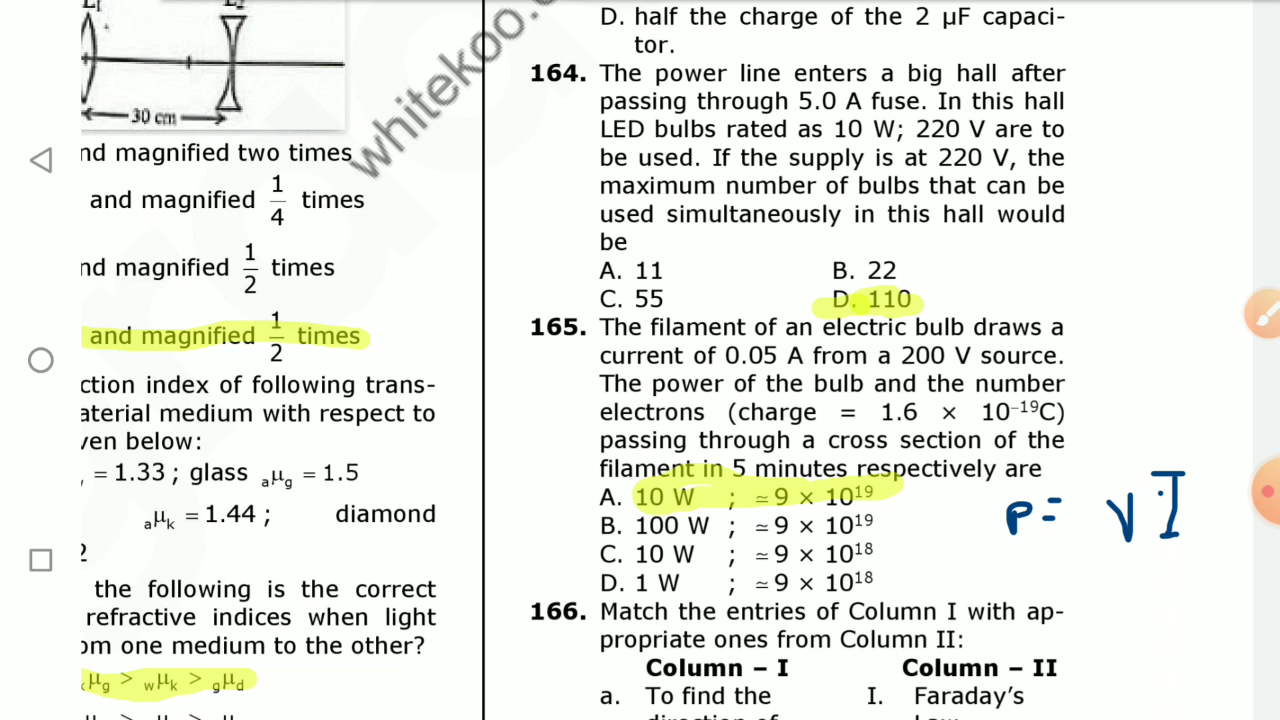 30 cm
nd magnified two times
and magnified 1/4 times
nd magnified 1/2 times
and magnified 1/2 times
ction index of following trans-
aterial medium with respect to
ven below:
= 1.33 ; glass ₐμg = 1.5
ₐμk = 1.44 ; diamond
2
the following is the correct
refractive indices when light
om one medium to the other?
μg > wμk > gμd
whitekoo.
D. half the charge of the 2 μF capaci-
tor.
164. The power line enters a big hall after
passing through 5.0 A fuse. In this hall
LED bulbs rated as 10 W; 220 V are to
be used. If the supply is at 220 V, the
maximum number of bulbs that can be
used simultaneously in this hall would
be
A. 11 B. 22
C. 55 D. 110
165. The filament of an electric bulb draws a
current of 0.05 A from a 200 V source.
The power of the bulb and the number
electrons (charge = 1.6 × 10⁻¹⁹C)
passing through a cross section of the
filament in 5 minutes respectively are
A. 10 W ; ≃ 9 × 10¹⁹
B. 100 W ; ≃ 9 × 10¹⁹
C. 10 W ; ≃ 9 × 10¹⁸
D. 1 W ; ≃ 9 × 10¹⁸
P = VI
166. Match the entries of Column I with ap-
propriate ones from Column II:
Column – I Column – II
a. To find the I. Faraday's